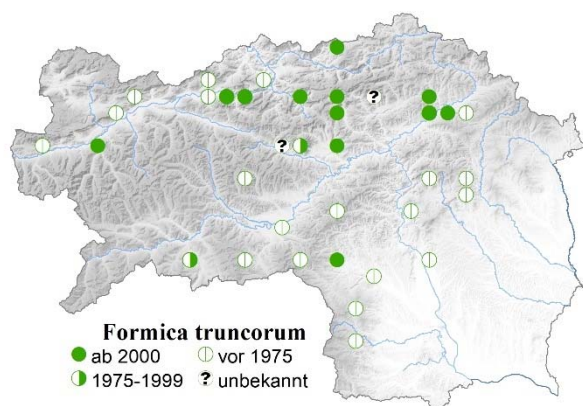 ?
?
Formica truncorum
ab 2000 vor 1975
1975-1999 ? unbekannt